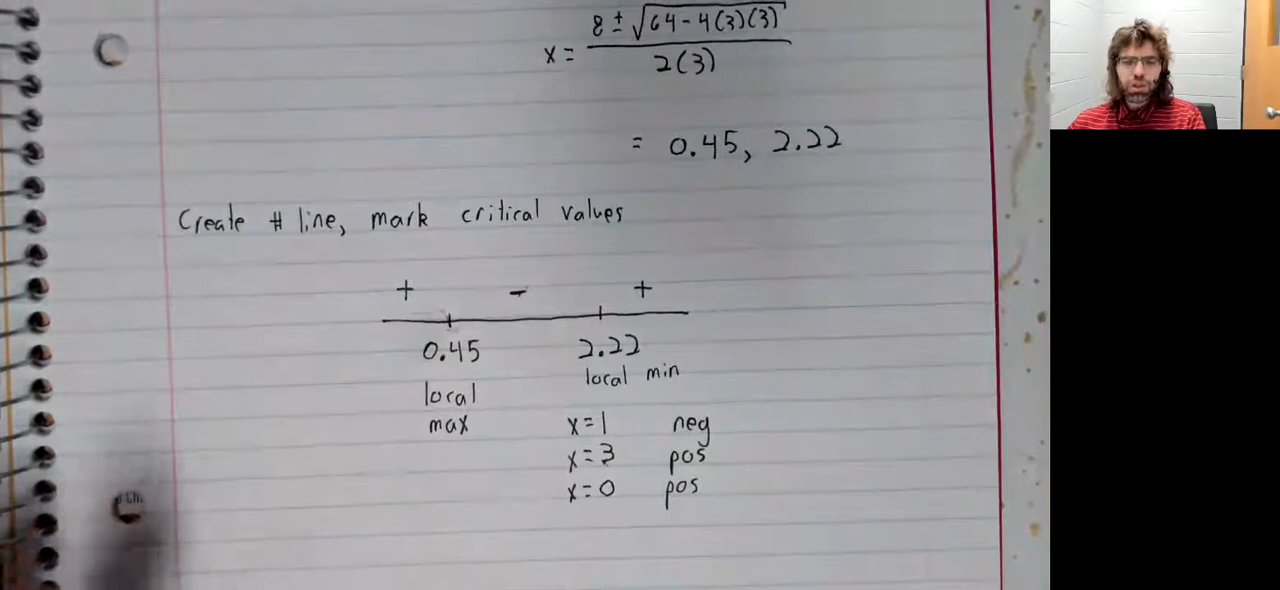 x = 8 ± √64 - 4(3)(3) / 2(3)
= 0.45, 2.22
Create # line, mark critical values
+ - +
0.45 2.22
local max
local min
x=1 neg
x=3 pos
x=0 pos